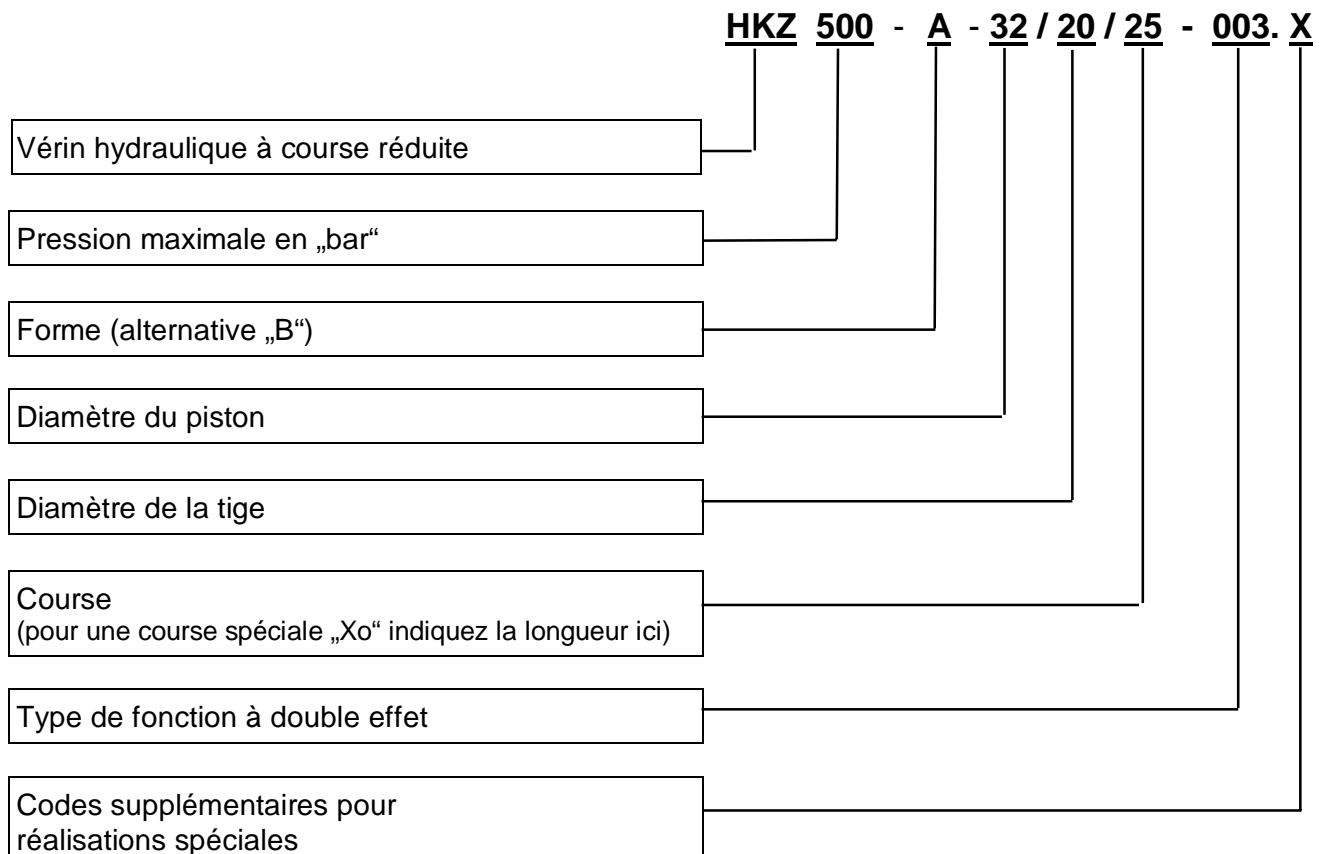 HKZ 500 - A - 32 / 20 / 25 - 003. X
Vérin hydraulique à course réduite
Pression maximale en „bar“
Forme (alternative „B“)
Diamètre du piston
Diamètre de la tige
Course
(pour une course spéciale „Xo“ indiquez la longueur ici)
Type de fonction à double effet
Codes supplémentaires pour
réalisations spéciales